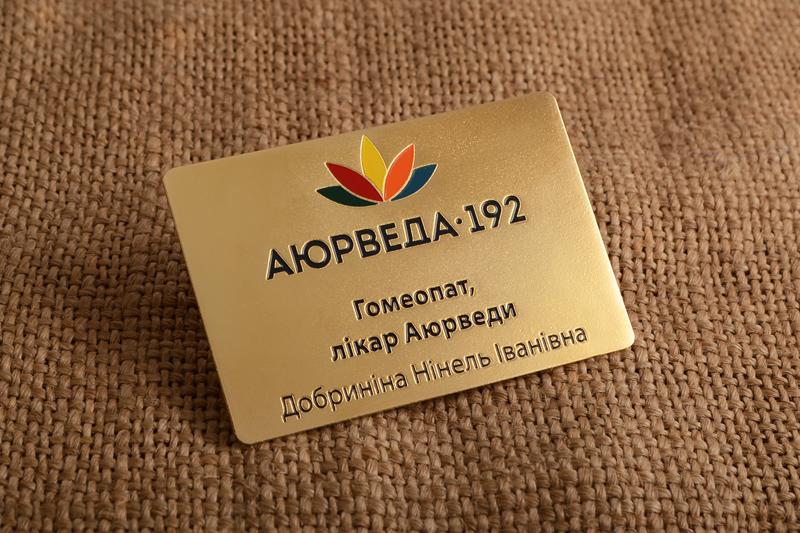 АЮРВЕДА·192
Гомеопат,
лікар Аюрведи
Добриніна Нінель Іванівна